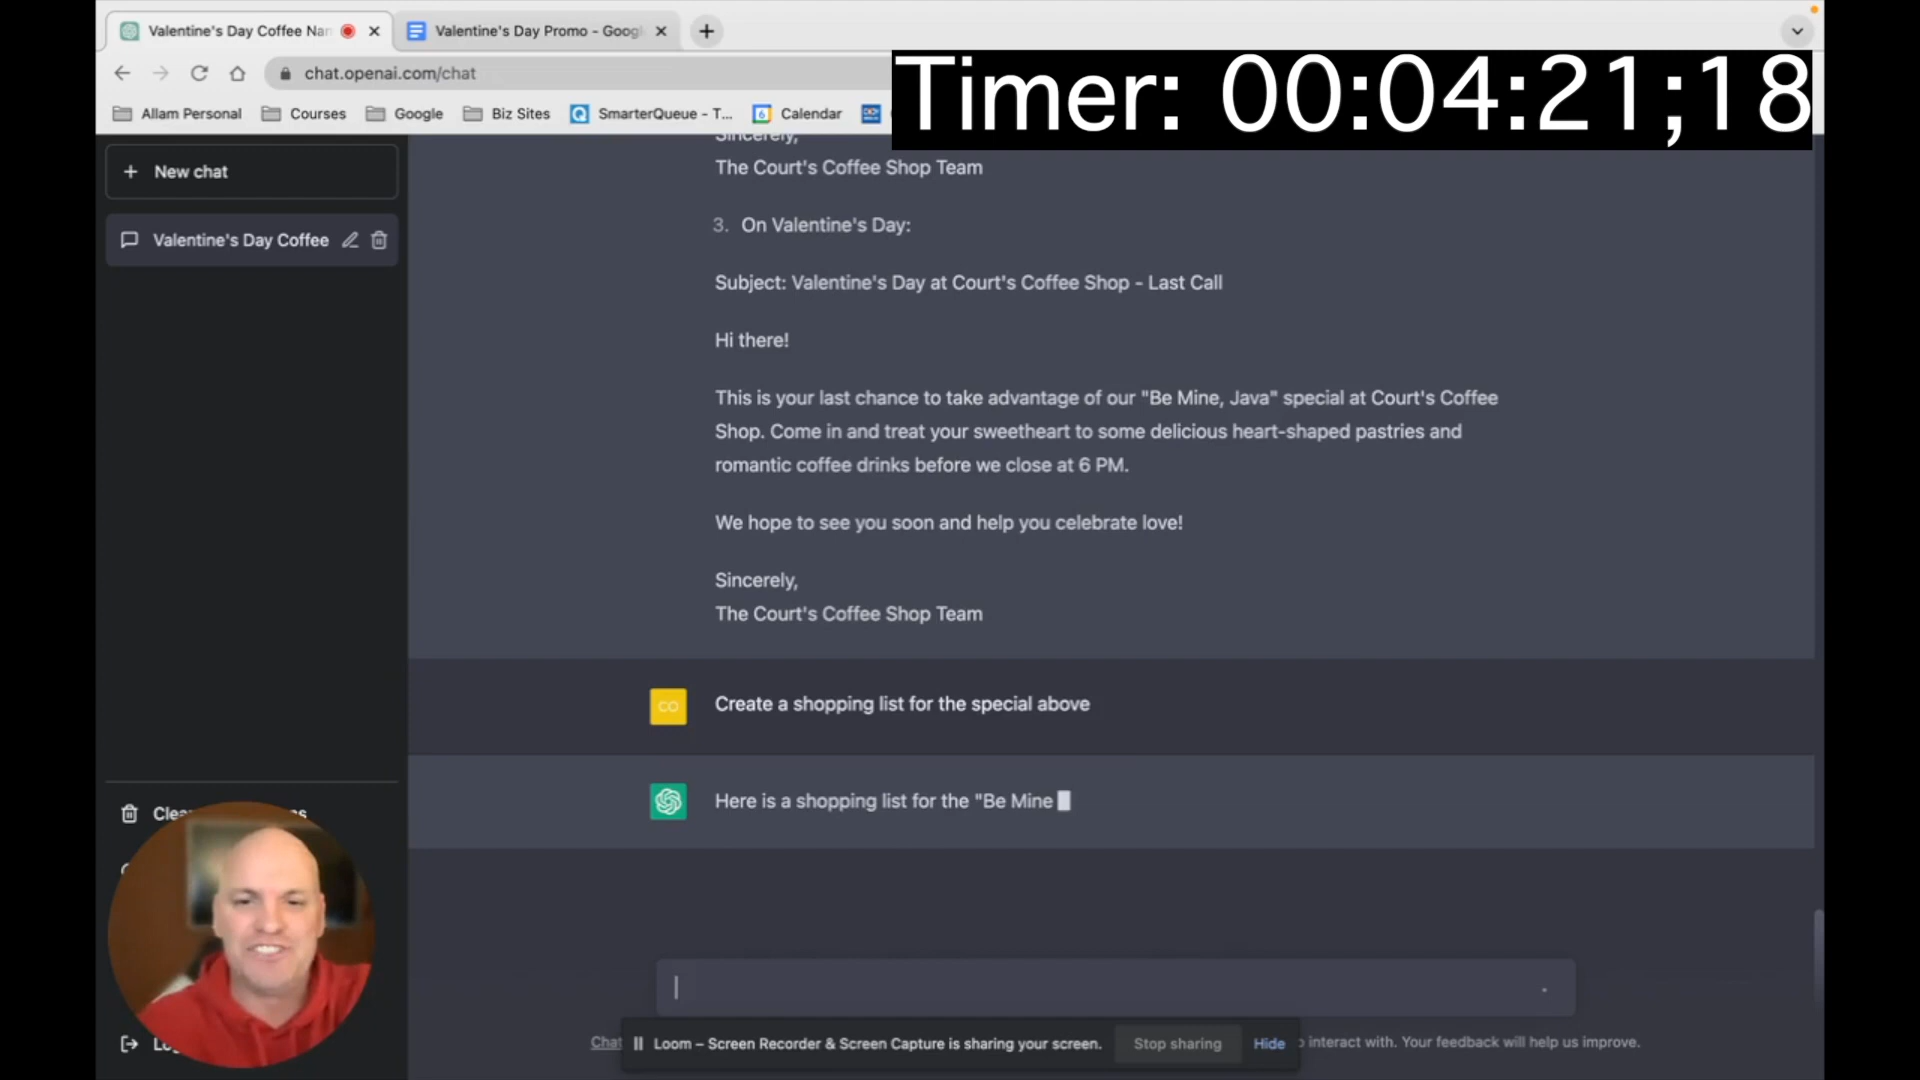 Valentine's Day Coffee Nar
Valentine's Day Promo - Goog
chat.openai.com/chat
Timer: 00:04:21;18
Allam Personal
Courses
Google
Biz Sites
SmarterQueue - T...
Calendar
New chat
Valentine's Day Coffee
Sincerely,
The Court's Coffee Shop Team
3. On Valentine's Day:
Subject: Valentine's Day at Court's Coffee Shop - Last Call
Hi there!
This is your last chance to take advantage of our "Be Mine, Java" special at Court's Coffee
Shop. Come in and treat your sweetheart to some delicious heart-shaped pastries and
romantic coffee drinks before we close at 6 PM.
We hope to see you soon and help you celebrate love!
Sincerely,
The Court's Coffee Shop Team
CO
Create a shopping list for the special above
Here is a shopping list for the "Be Mine
Chat
Loom – Screen Recorder & Screen Capture is sharing your screen.
Stop sharing
Hide
interact with. Your feedback will help us improve.